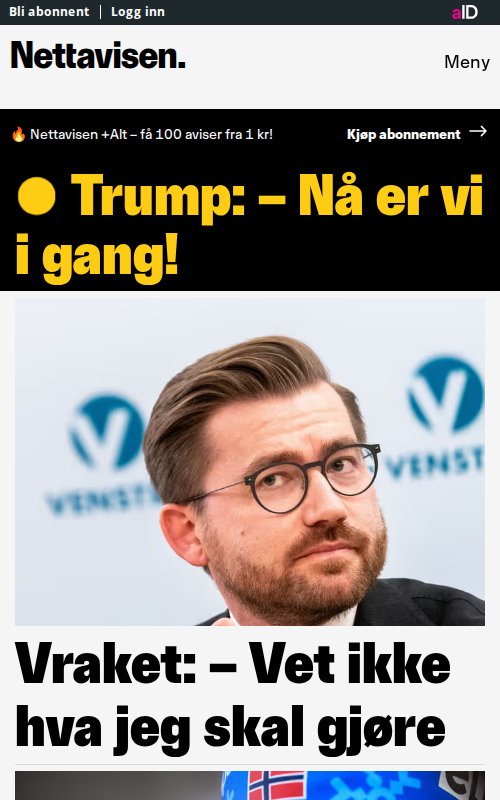 Bli abonnent | Logg inn
aID
Nettavisen.
Meny
🔥 Nettavisen +Alt – få 100 aviser fra 1 kr!
Kjøp abonnement →
Trump: – Nå er vi
i gang!
VENST
VENST
Vraket: – Vet ikke
hva jeg skal gjøre